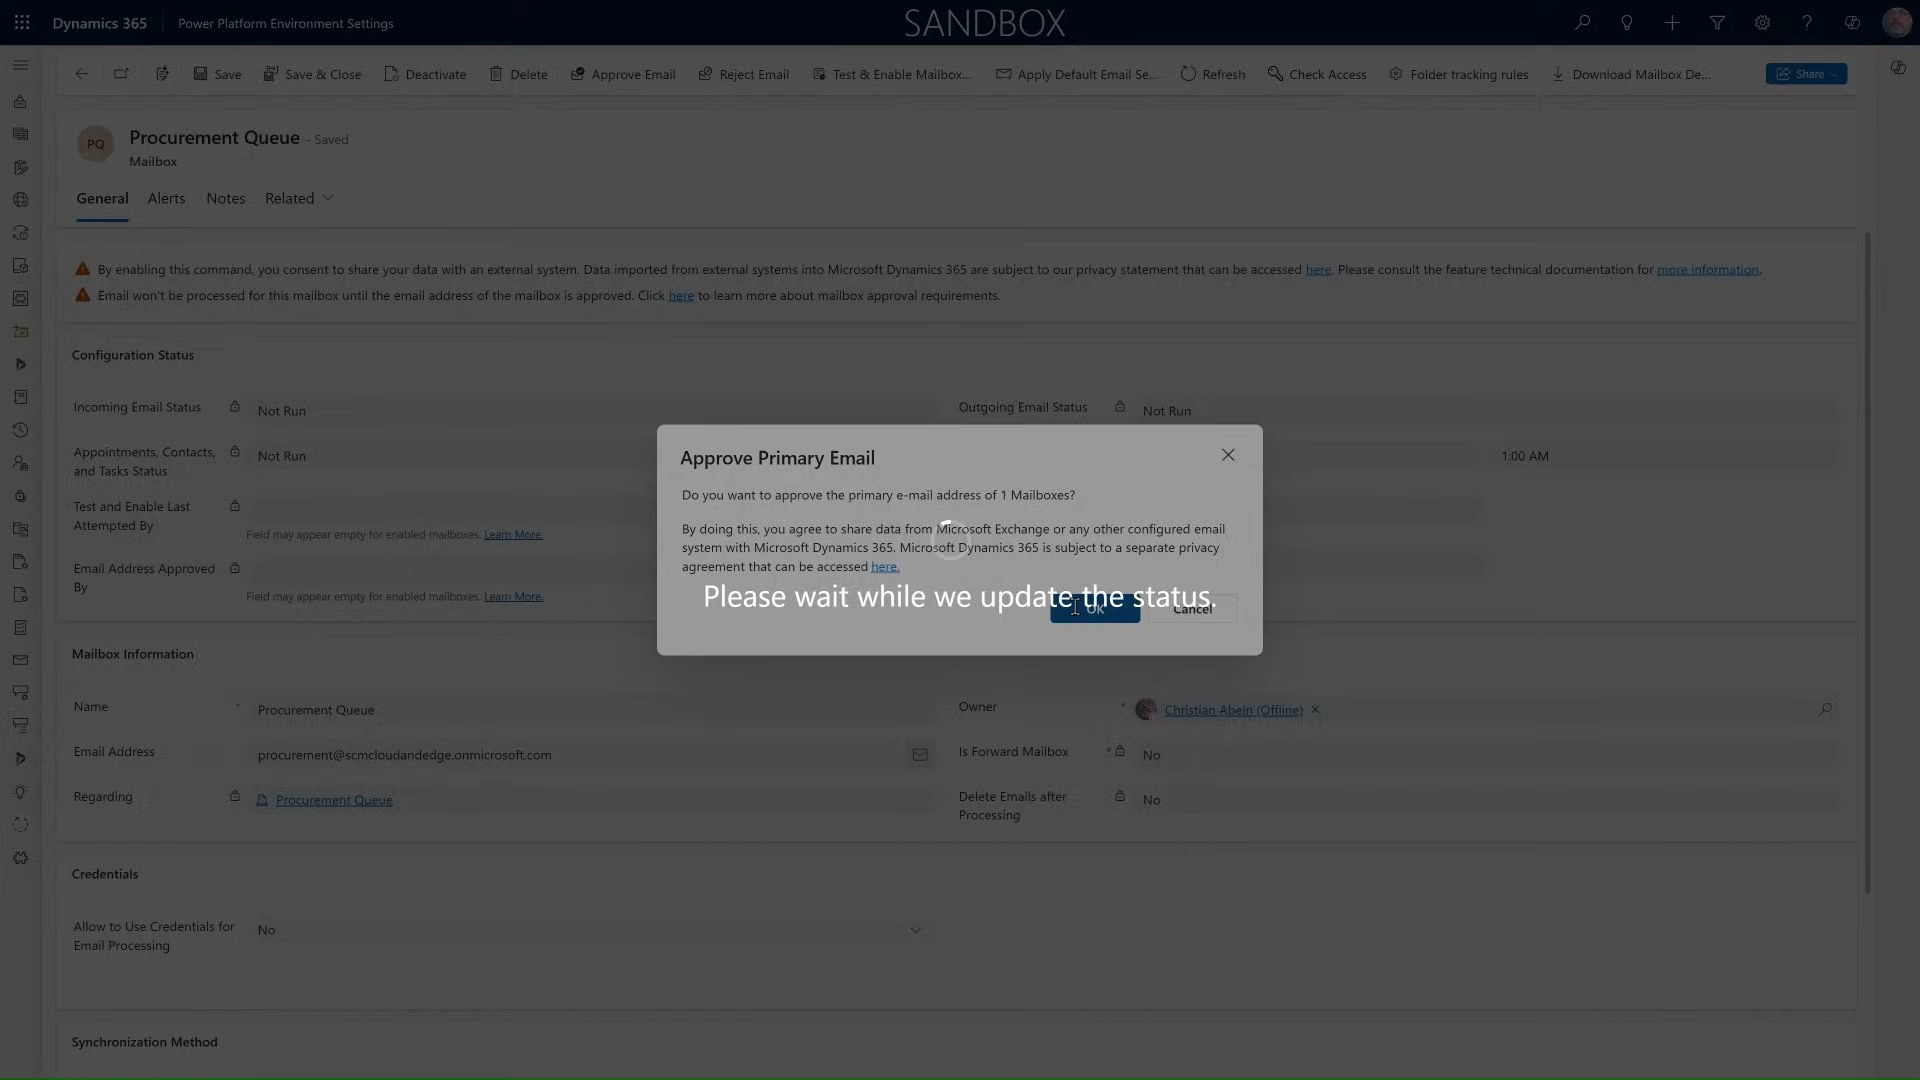 Dynamics 365 Power Platform Environment Settings SANDBOX
Save Save & Close Deactivate Delete Approve Email Reject Email Test & Enable Mailbox... Apply Default Email Se... Refresh Check Access Folder tracking rules Download Mailbox De... Share
PQ
Procurement Queue - Saved
Mailbox
General Alerts Notes Related
By enabling this command, you consent to share your data with an external system. Data imported from external systems into Microsoft Dynamics 365 are subject to our privacy statement that can be accessed here. Please consult the feature technical documentation for more information.
Email won't be processed for this mailbox until the email address of the mailbox is approved. Click here to learn more about mailbox approval requirements.
Configuration Status
Incoming Email Status Not Run
Outgoing Email Status Not Run
Appointments, Contacts,
and Tasks Status
Not Run
1:00 AM
Test and Enable Last
Attempted By
Field may appear empty for enabled mailboxes. Learn More.
Email Address Approved
By
Field may appear empty for enabled mailboxes. Learn More.
Approve Primary Email
Do you want to approve the primary e-mail address of 1 Mailboxes?
By doing this, you agree to share data from Microsoft Exchange or any other configured email
system with Microsoft Dynamics 365. Microsoft Dynamics 365 is subject to a separate privacy
agreement that can be accessed here.
Please wait while we update the status.
OK Cancel
Mailbox Information
Name * Procurement Queue
Owner * Christian Abeln (Offline)
Email Address procurement@scmcloudandedge.onmicrosoft.com
Is Forward Mailbox * No
Regarding Procurement Queue
Delete Emails after
Processing
No
Credentials
Allow to Use Credentials for
Email Processing
No
Synchronization Method